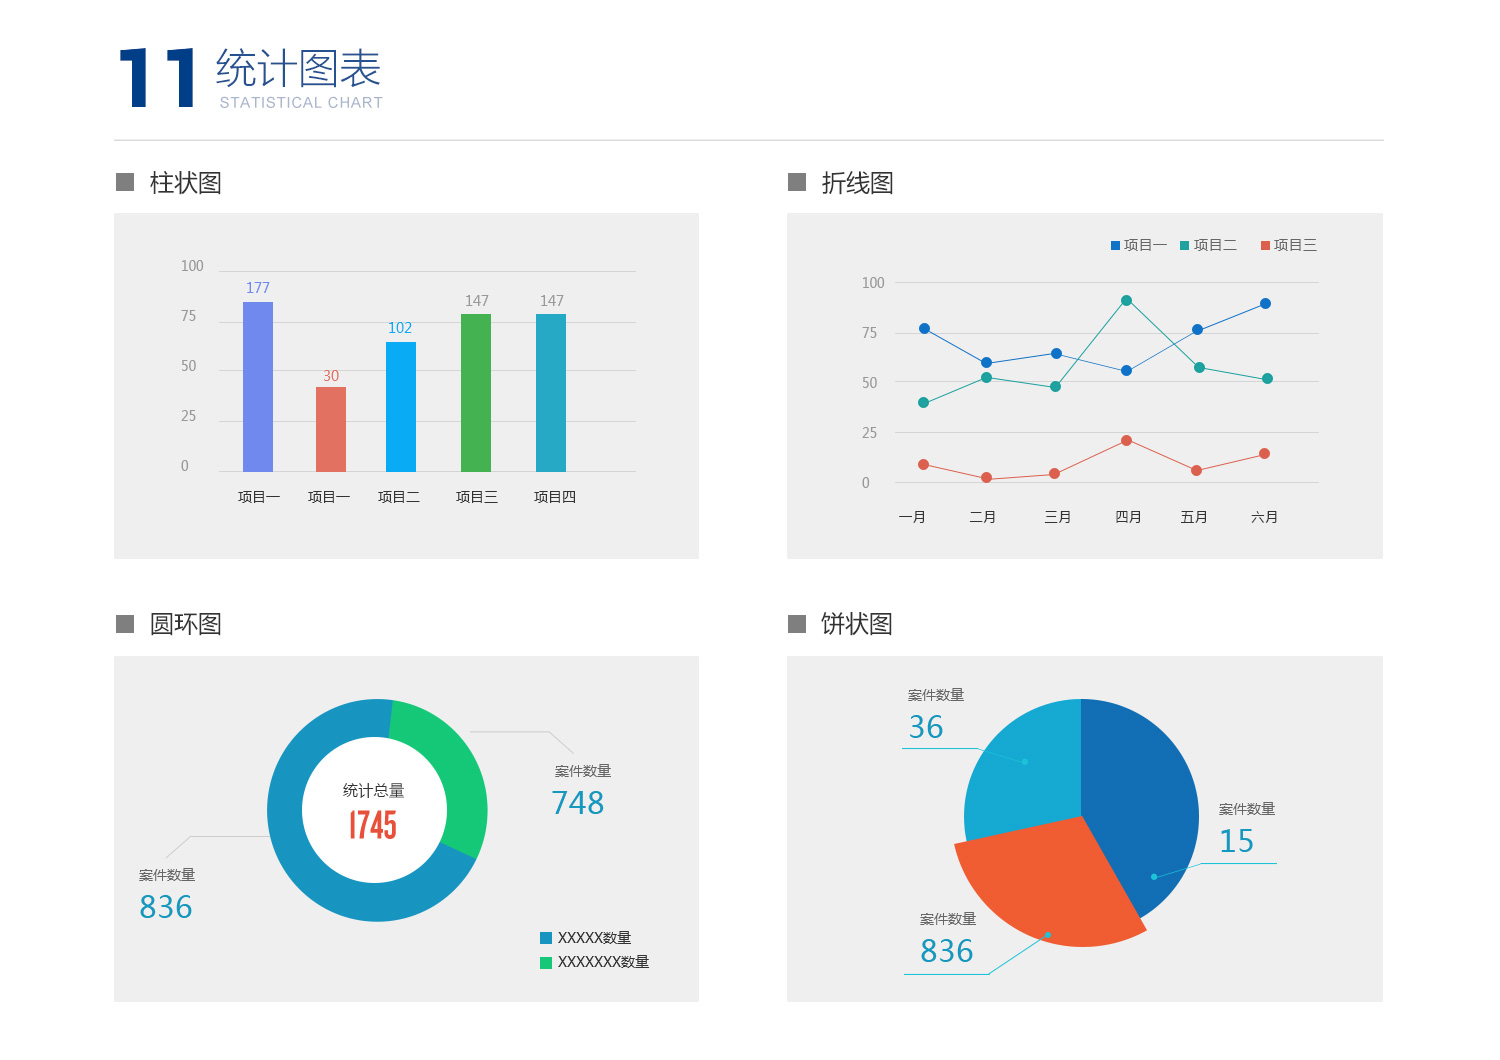 11 统计图表
STATISTICAL CHART
柱状图
100
75
50
25
0
177
30
102
147
147
项目一 项目一 项目二 项目三 项目四
折线图
项目一 项目二 项目三
100
75
50
25
0
一月 二月 三月 四月 五月 六月
圆环图
统计总量
1745
案件数量
748
案件数量
836
XXXXX数量
XXXXXXX数量
饼状图
案件数量
36
案件数量
15
案件数量
836